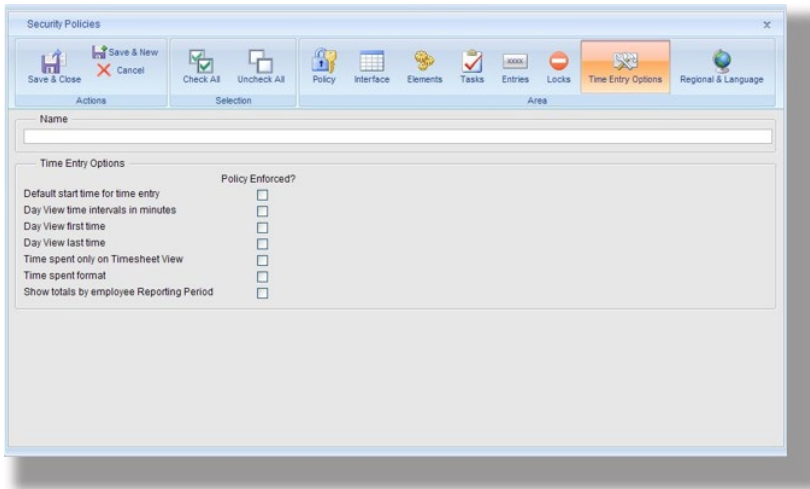 Security Policies
x
Save & Close
Save & New
Cancel
Actions
Check All
Uncheck All
Selection
Policy
Interface
Elements
Tasks
XXXX
Entries
Locks
Time Entry Options
Regional & Language
Area
Name
Time Entry Options
Policy Enforced?
Default start time for time entry
Day View time intervals in minutes
Day View first time
Day View last time
Time spent only on Timesheet View
Time spent format
Show totals by employee Reporting Period